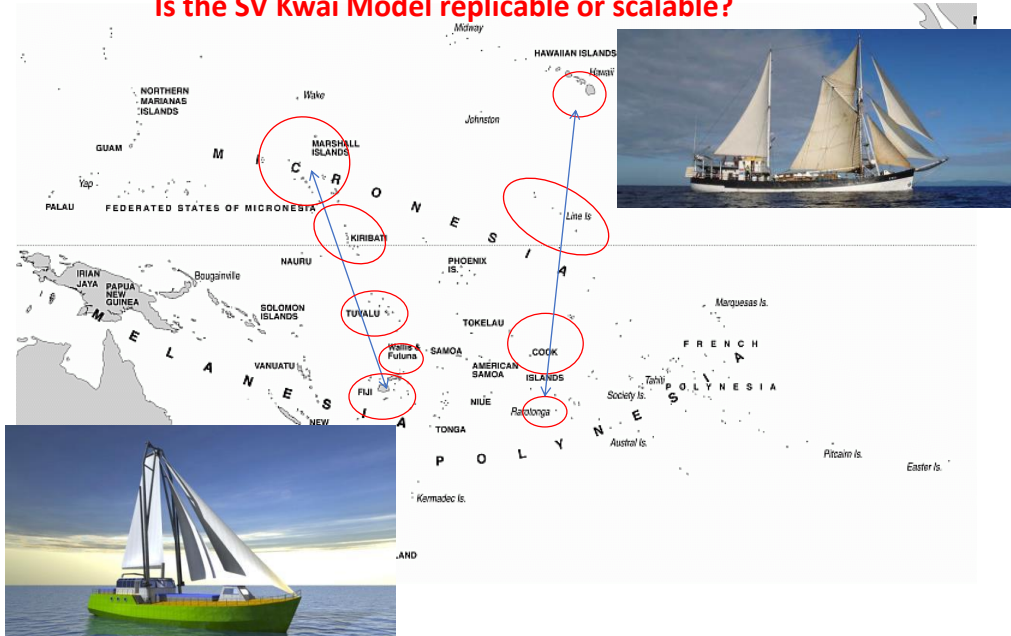 Is the SV Kwai Model replicable or scalable?
Midway
HAWAIIAN ISLANDS
Hawaii
NORTHERN
MARIANAS
ISLANDS
Wake
Johnston
GUAM
MARSHALL
ISLANDS
M I C R O N E S I A
Yap
PALAU
FEDERATED STATES OF MICRONESIA
Line Is
KIRIBATI
NAURU
PHOENIX
IS.
IRIAN
JAYA
PAPUA
NEW
GUINEA
Bougainville
SOLOMON
ISLANDS
TUVALU
TOKELAU
Marquesas Is.
M E L A N E S I A
Wallis &
Futuna
SAMOA
COOK
ISLANDS
AMERICAN
SAMOA
FRENCH
POLYNESIA
VANUATU
FIJI
NIUE
Tahiti
Society Is.
Rarotonga
NEW
TONGA
P O L Y N E S I A
Austral Is.
Pitcairn Is.
Easter Is.
Kermadec Is.
LAND